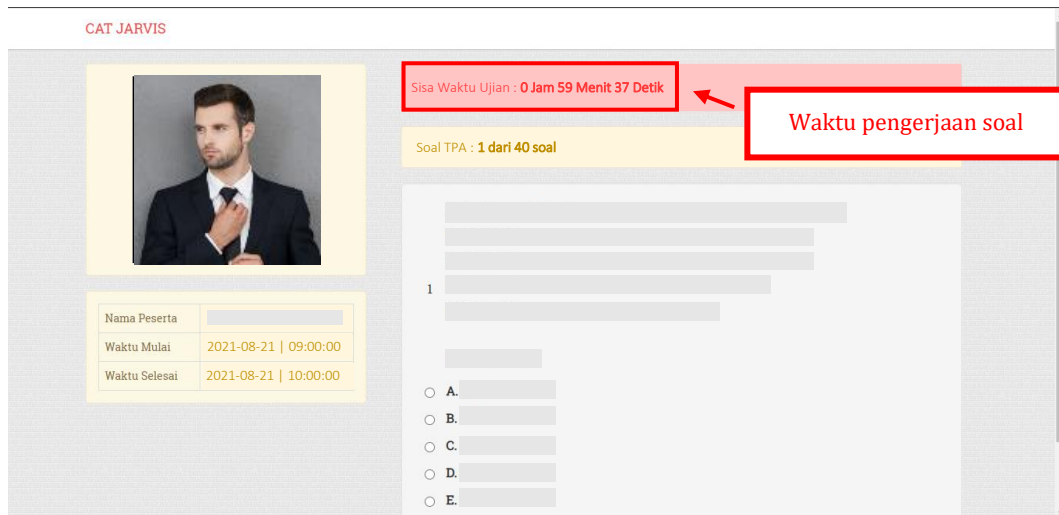 CAT JARVIS
Sisa Waktu Ujian : 0 Jam 59 Menit 37 Detik
Waktu pengerjaan soal
Soal TPA : 1 dari 40 soal
1
Nama Peserta
Waktu Mulai 2021-08-21 | 09:00:00
Waktu Selesai 2021-08-21 | 10:00:00
A.
B.
C.
D.
E.